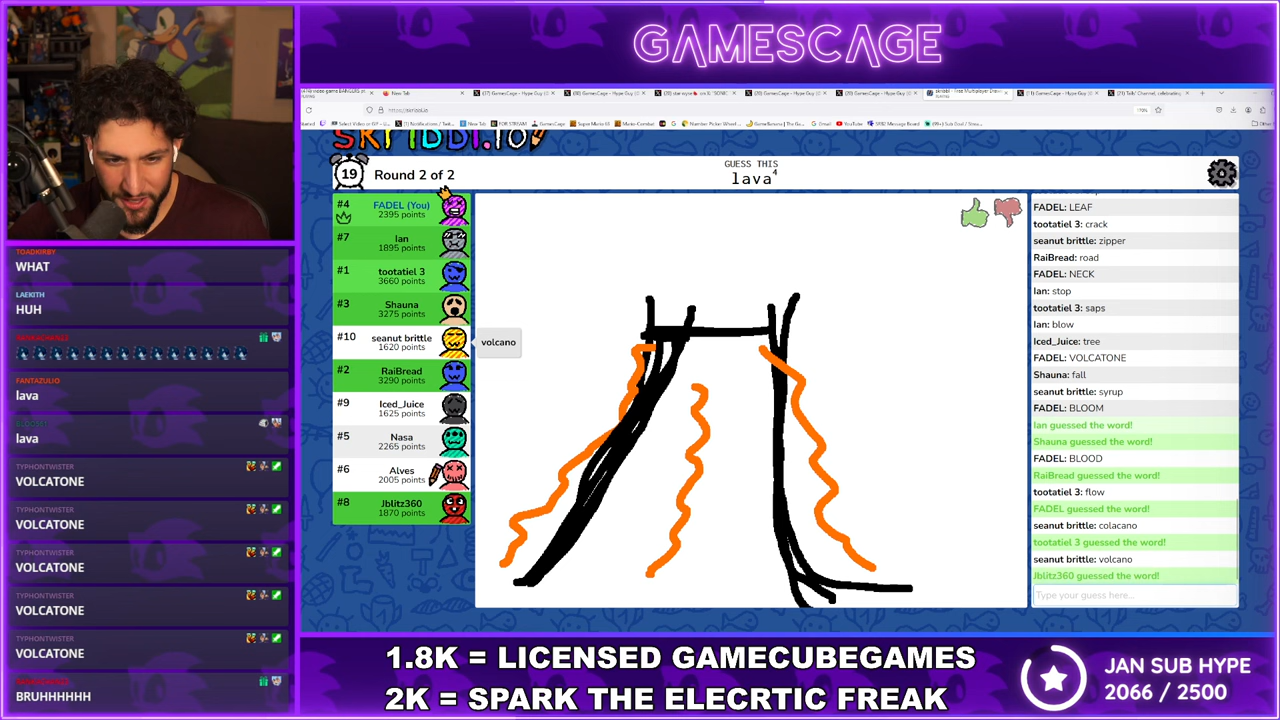 GAMESCAGE
New Tab
SKRIBBL.IO
19
Round 2 of 2
GUESS THIS
lava4
#4
FADEL (You)
2395 points
#7
Ian
1895 points
#1
tootatiel 3
3660 points
#3
Shauna
3275 points
#10
seanut brittle
1620 points
volcano
#2
RaiBread
3290 points
#9
Iced_Juice
1625 points
#5
Nasa
2265 points
#6
Alves
2005 points
#8
Jblitz360
1870 points
FADEL: LEAF
tootatiel 3: crack
seanut brittle: zipper
RaiBread: road
FADEL: NECK
Ian: stop
tootatiel 3: saps
Ian: blow
Iced_Juice: tree
FADEL: VOLCATONE
Shauna: fall
seanut brittle: syrup
FADEL: BLOOM
Ian guessed the word!
Shauna guessed the word!
FADEL: BLOOD
RaiBread guessed the word!
tootatiel 3: flow
FADEL guessed the word!
seanut brittle: colacano
tootatiel 3 guessed the word!
seanut brittle: volcano
Jblitz360 guessed the word!
Type your guess here...
TOADKIRBY
WHAT
LAEKITH
HUH
FANTAZULIO
lava
lava
TYPHONTWISTER
VOLCATONE
TYPHONTWISTER
VOLCATONE
TYPHONTWISTER
VOLCATONE
TYPHONTWISTER
VOLCATONE
TYPHONTWISTER
VOLCATONE
BRUHHHHHH
1.8K = LICENSED GAMECUBEGAMES
2K = SPARK THE ELECRTIC FREAK
JAN SUB HYPE
2066 / 2500